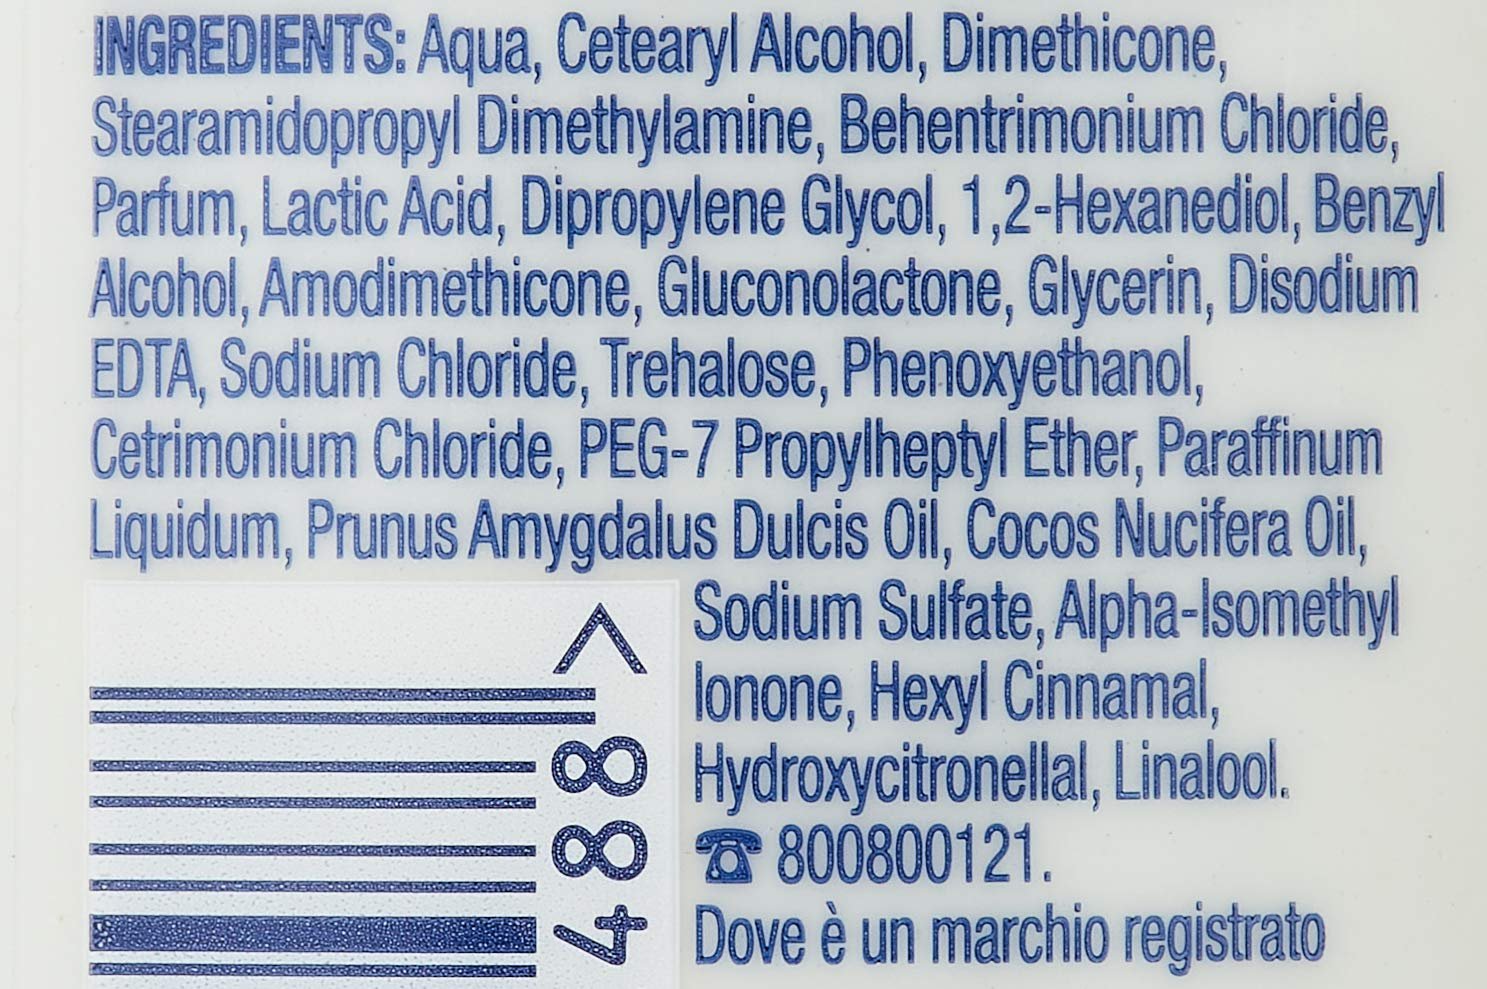 INGREDIENTS: Aqua, Cetearyl Alcohol, Dimethicone,
Stearamidopropyl Dimethylamine, Behentrimonium Chloride,
Parfum, Lactic Acid, Dipropylene Glycol, 1,2-Hexanediol, Benzyl
Alcohol, Amodimethicone, Gluconolactone, Glycerin, Disodium
EDTA, Sodium Chloride, Trehalose, Phenoxyethanol,
Cetrimonium Chloride, PEG-7 Propylheptyl Ether, Paraffinum
Liquidum, Prunus Amygdalus Dulcis Oil, Cocos Nucifera Oil,
Sodium Sulfate, Alpha-Isomethyl
Ionone, Hexyl Cinnamal,
Hydroxycitronellal, Linalool.
☎ 800800121.
Dove è un marchio registrato
488>